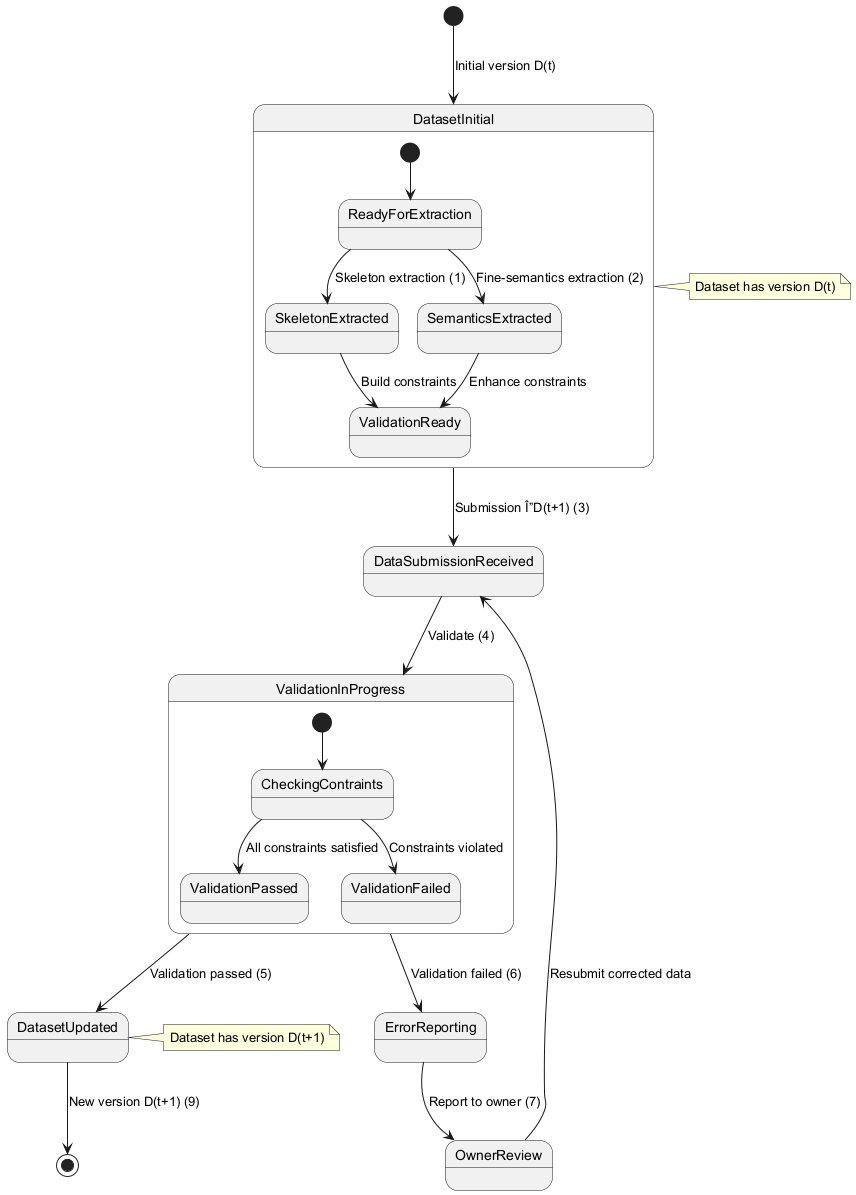 Initial version D(t)
DatasetInitial
ReadyForExtraction
Skeleton extraction (1)
Fine-semantics extraction (2)
Dataset has version D(t)
SkeletonExtracted
SemanticsExtracted
Build constraints
Enhance constraints
ValidationReady
Submission Î”D(t+1) (3)
DataSubmissionReceived
Validate (4)
ValidationInProgress
CheckingContraints
All constraints satisfied
Constraints violated
ValidationPassed
ValidationFailed
Validation passed (5)
Validation failed (6)
Resubmit corrected data
DatasetUpdated
Dataset has version D(t+1)
ErrorReporting
New version D(t+1) (9)
Report to owner (7)
OwnerReview